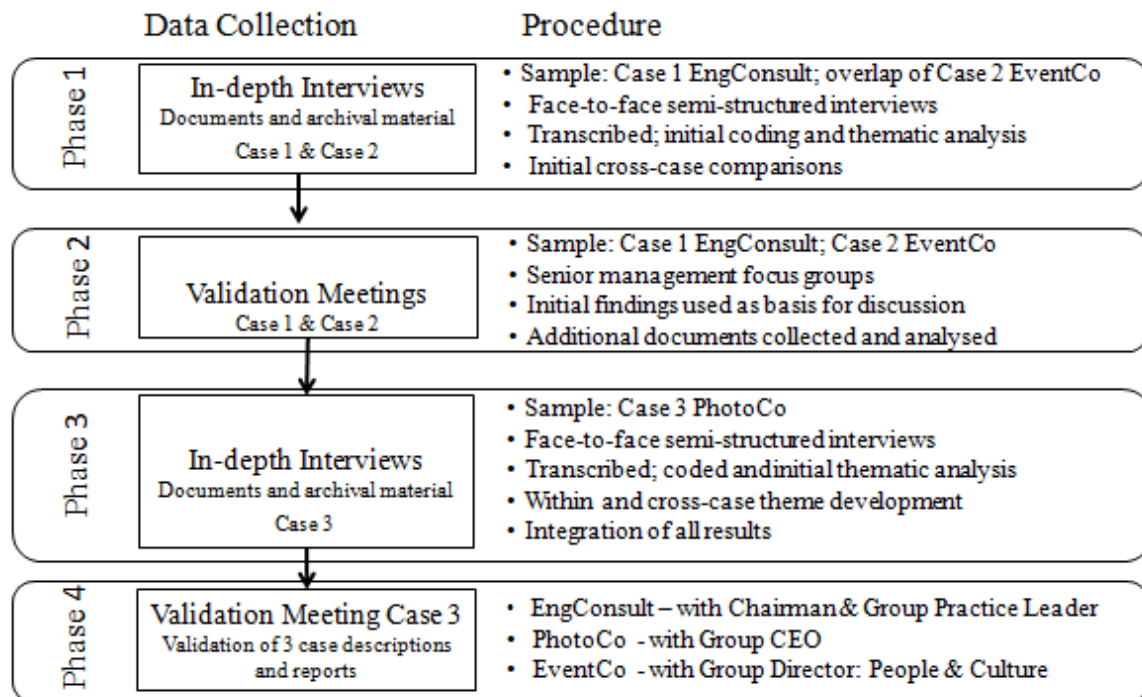 Data Collection
Procedure
Phase 1
In-depth Interviews
Documents and archival material
Case 1 & Case 2
• Sample: Case 1 EngConsult; overlap of Case 2 EventCo
• Face-to-face semi-structured interviews
• Transcribed; initial coding and thematic analysis
• Initial cross-case comparisons
Phase 2
Validation Meetings
Case 1 & Case 2
• Sample: Case 1 EngConsult; Case 2 EventCo
• Senior management focus groups
• Initial findings used as basis for discussion
• Additional documents collected and analysed
Phase 3
In-depth Interviews
Documents and archival material
Case 3
• Sample: Case 3 PhotoCo
• Face-to-face semi-structured interviews
• Transcribed; coded andinitial thematic analysis
• Within and cross-case theme development
• Integration of all results
Phase 4
Validation Meeting Case 3
Validation of 3 case descriptions
and reports
• EngConsult – with Chairman & Group Practice Leader
• PhotoCo - with Group CEO
• EventCo - with Group Director: People & Culture